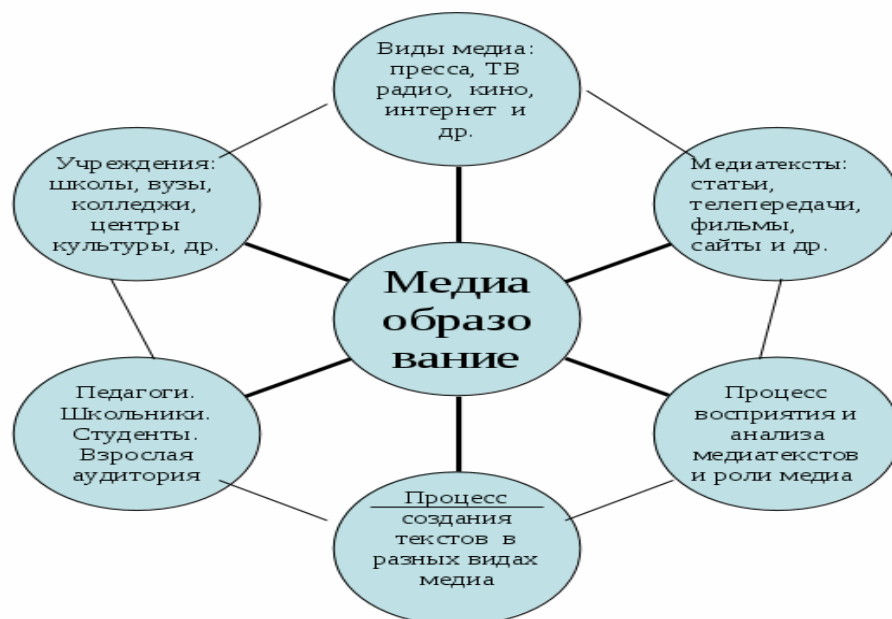 Виды медиа:
пресса, ТВ
радио, кино,
интернет и
др.
Учреждения:
школы, вузы,
колледжи,
центры
культуры, др.
Медиатексты:
статьи,
телепередачи,
фильмы,
сайты и др.
Медиа
образо
вание
Педагоги.
Школьники.
Студенты.
Взрослая
аудитория
Процесс
восприятия и
анализа
медиатекстов
и роли медиа
Процесс
создания
текстов в
разных видах
медиа